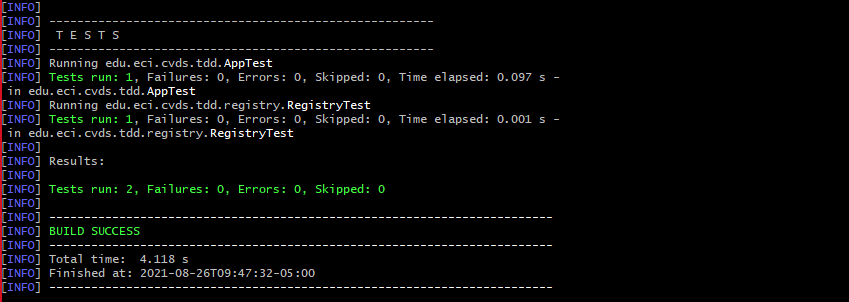 [INFO]
[INFO] -------------------------------------------------------
[INFO]  T E S T S
[INFO] -------------------------------------------------------
[INFO] Running edu.eci.cvds.tdd.AppTest
[INFO] Tests run: 1, Failures: 0, Errors: 0, Skipped: 0, Time elapsed: 0.097 s -
 in edu.eci.cvds.tdd.AppTest
[INFO] Running edu.eci.cvds.tdd.registry.RegistryTest
[INFO] Tests run: 1, Failures: 0, Errors: 0, Skipped: 0, Time elapsed: 0.001 s -
 in edu.eci.cvds.tdd.registry.RegistryTest
[INFO]
[INFO] Results:
[INFO]
[INFO] Tests run: 2, Failures: 0, Errors: 0, Skipped: 0
[INFO]
[INFO] ------------------------------------------------------------------------
[INFO] BUILD SUCCESS
[INFO] ------------------------------------------------------------------------
[INFO] Total time:  4.118 s
[INFO] Finished at: 2021-08-26T09:47:32-05:00
[INFO] ------------------------------------------------------------------------